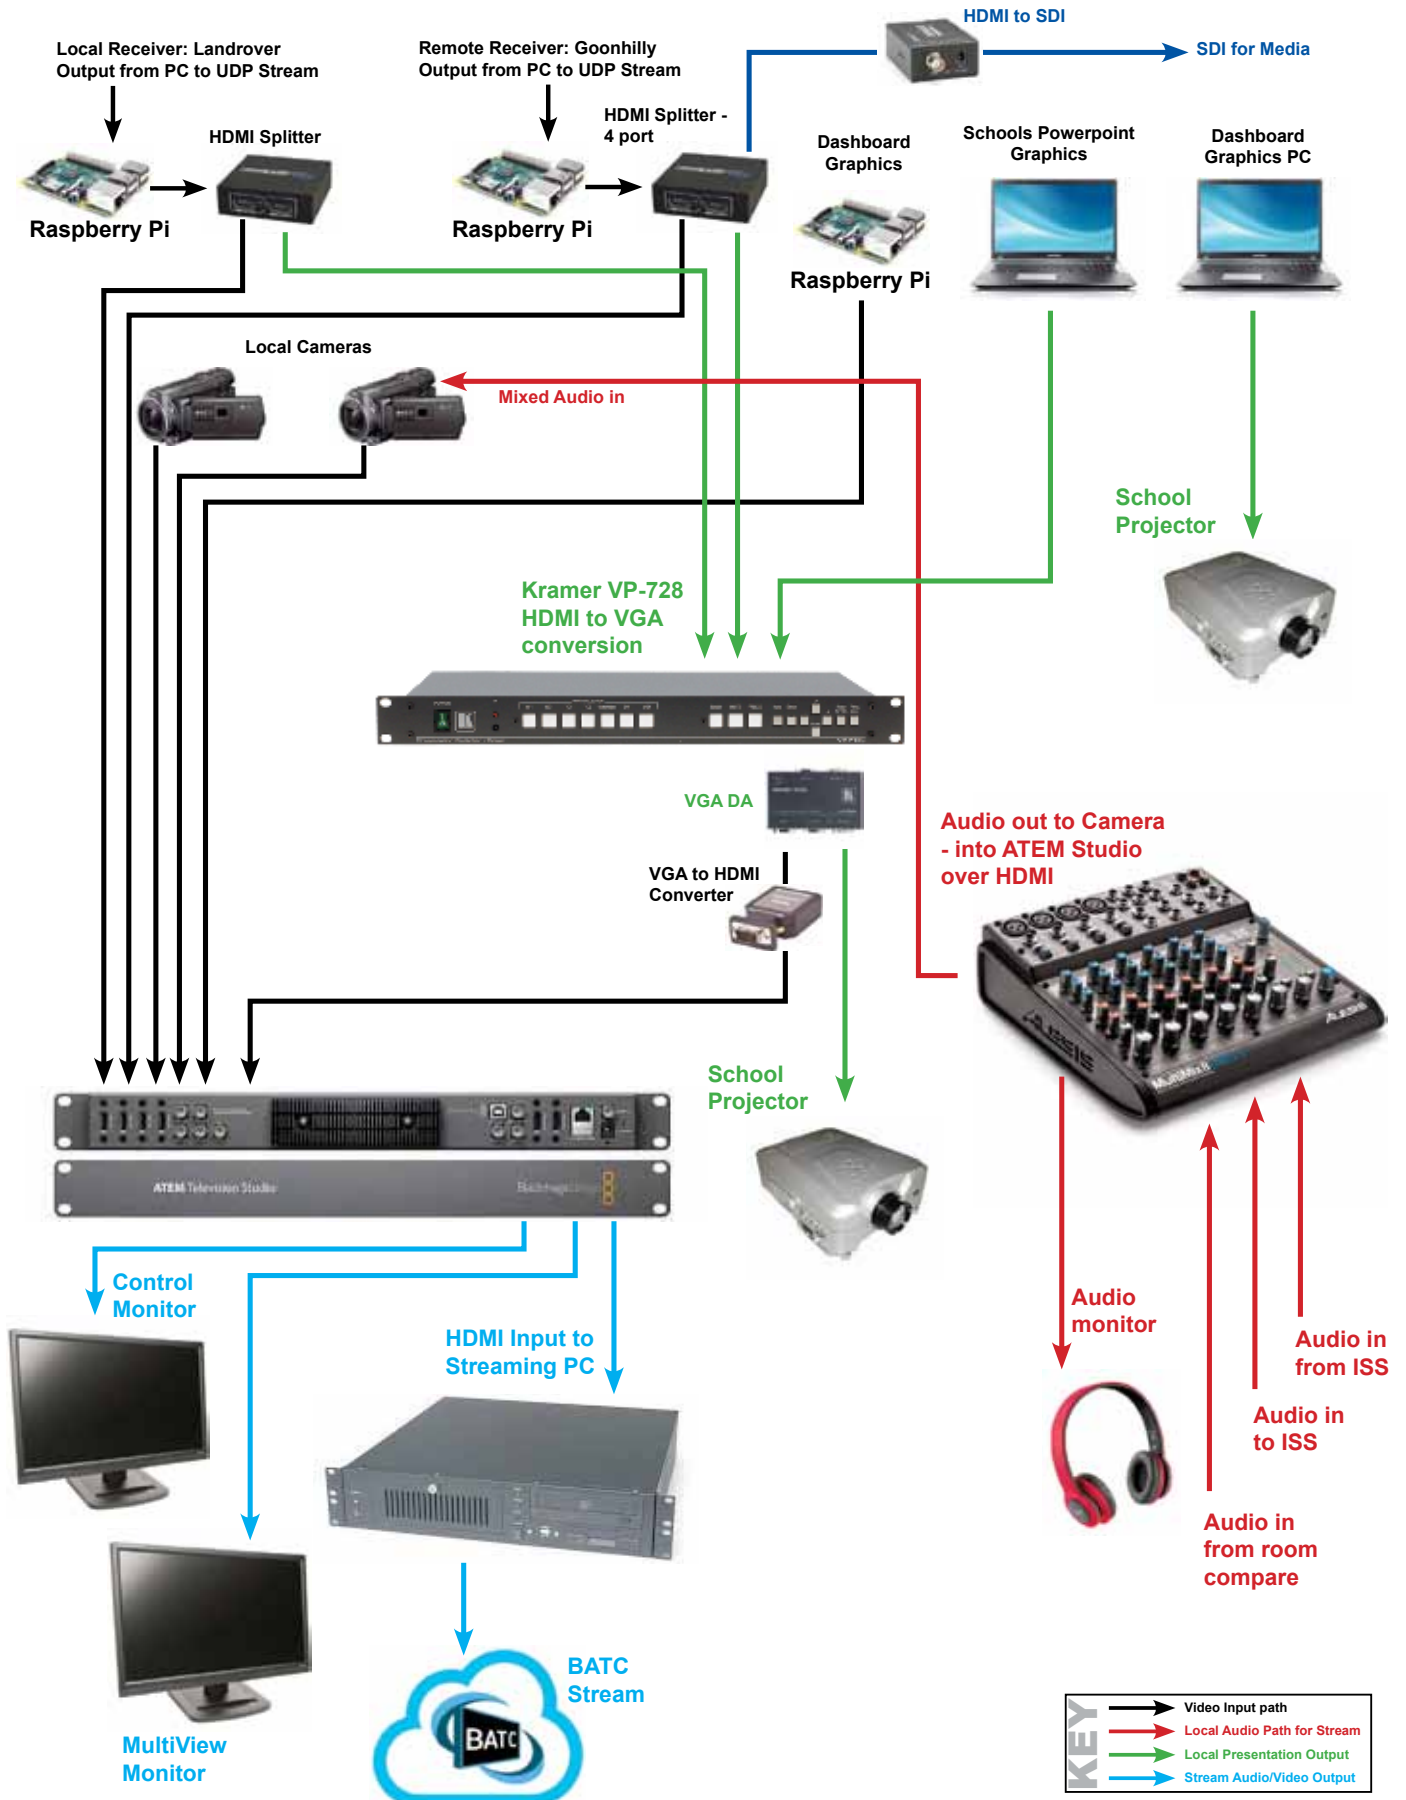 HDMI to SDI
SDI for Media
Local Receiver: Landrover
Output from PC to UDP Stream
Remote Receiver: Goonhilly
Output from PC to UDP Stream
HDMI Splitter
HDMI Splitter -
4 port
Dashboard
Graphics
Schools Powerpoint
Graphics
Dashboard
Graphics PC
Raspberry Pi
Raspberry Pi
Raspberry Pi
Local Cameras
Mixed Audio in
School
Projector
Kramer VP-728
HDMI to VGA
conversion
VGA DA
VGA to HDMI
Converter
Audio out to Camera
- into ATEM Studio
over HDMI
ALESIS
ALESIS
MultiMix 8
School
Projector
ATEM Television Studio
Control
Monitor
HDMI Input to
Streaming PC
Audio
monitor
Audio in
from ISS
Audio in
to ISS
Audio in
from room
compare
BATC
Stream
BATC
MultiView
Monitor
KEY
Video Input path
Local Audio Path for Stream
Local Presentation Output
Stream Audio/Video Output